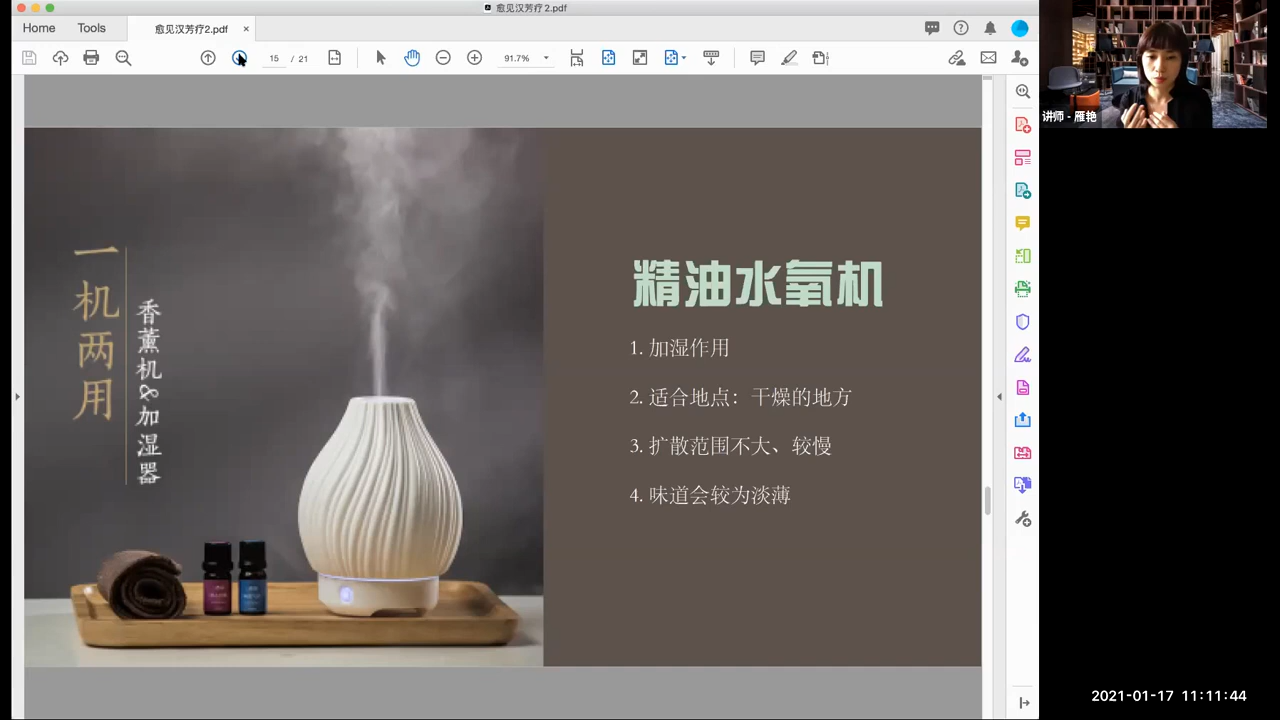 愈见汉芳疗2.pdf
Home
Tools
愈见汉芳疗2.pdf
×
15 / 21
91.7%
讲师 - 雁艳
一机两用
香薰机&加湿器
精油水氧机
1. 加湿作用
2. 适合地点：干燥的地方
3. 扩散范围不大、较慢
4. 味道会较为淡薄
2021-01-17 11:11:44